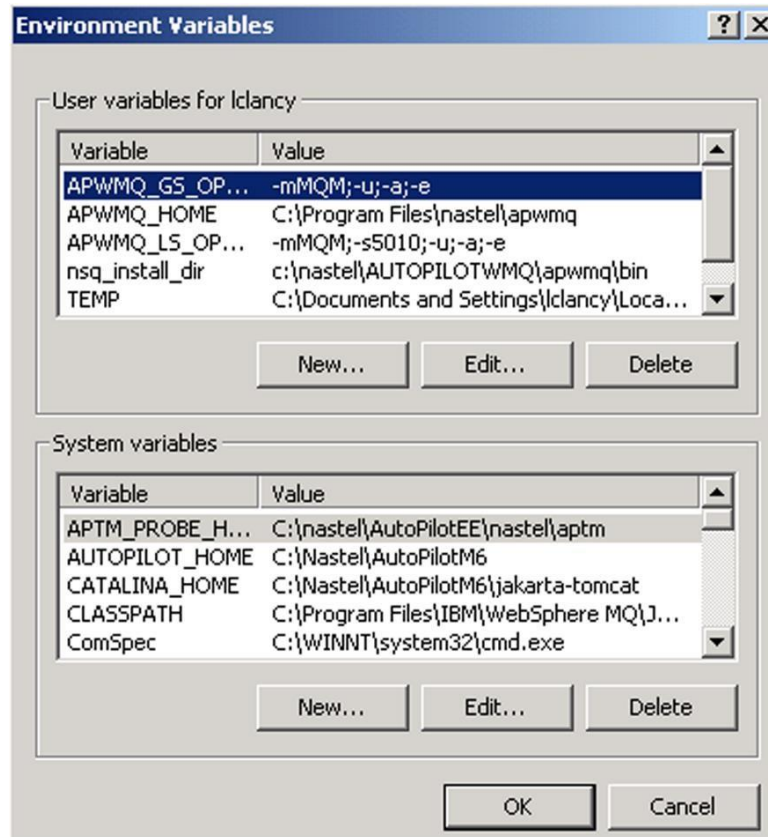 Environment Variables
User variables for lclancy
Variable Value
APWMQ_GS_OP... -mMQM;-u;-a;-e
APWMQ_HOME C:\Program Files\nastel\apwmq
APWMQ_LS_OP... -mMQM;-s5010;-u;-a;-e
nsq_install_dir c:\nastel\AUTOPILOTWMQ\apwmq\bin
TEMP C:\Documents and Settings\lclancy\Loca...
New... Edit... Delete
System variables
Variable Value
APTM_PROBE_H... C:\nastel\AutoPilotEE\nastel\aptm
AUTOPILOT_HOME C:\Nastel\AutoPilotM6
CATALINA_HOME C:\Nastel\AutoPilotM6\jakarta-tomcat
CLASSPATH C:\Program Files\IBM\WebSphere MQ\J...
ComSpec C:\WINNT\system32\cmd.exe
New... Edit... Delete
OK Cancel